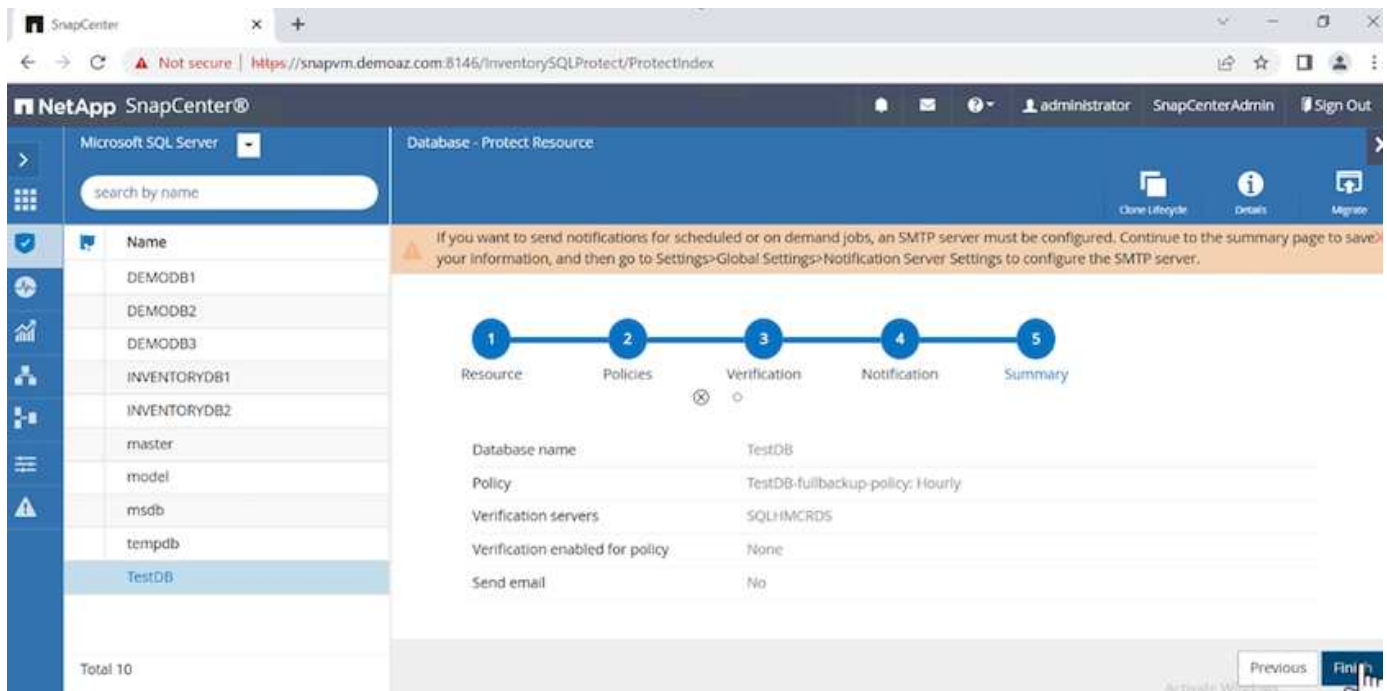 SnapCenter
Not secure | https://snapvm.demoaz.com:8146/InventorySQLProtect/ProtectIndex
NetApp SnapCenter®
administrator SnapCenterAdmin Sign Out
Microsoft SQL Server
Database - Protect Resource
search by name
Clone Lifecycle Details Migrate
If you want to send notifications for scheduled or on demand jobs, an SMTP server must be configured. Continue to the summary page to save
your information, and then go to Settings>Global Settings>Notification Server Settings to configure the SMTP server.
Name
DEMODB1
DEMODB2
DEMODB3
INVENTORYDB1
INVENTORYDB2
master
model
msdb
tempdb
TestDB
Total 10
1 2 3 4 5
Resource Policies Verification Notification Summary
Database name TestDB
Policy TestDB-fullbackup-policy: Hourly
Verification servers SQLHMCRDS
Verification enabled for policy None
Send email No
Previous Finish
Activate Windows